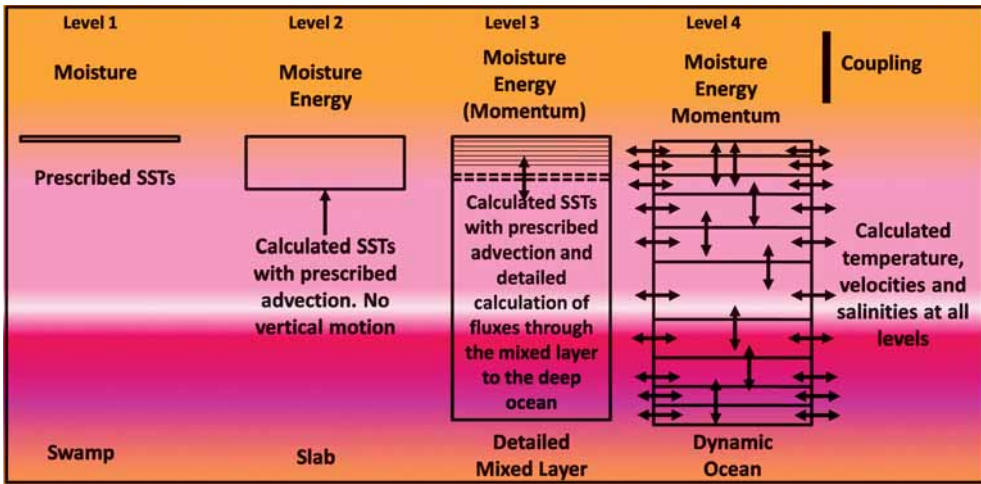 Level 1
Moisture
Prescribed SSTs
Swamp
Level 2
Moisture
Energy
Calculated SSTs
with prescribed
advection. No
vertical motion
Slab
Level 3
Moisture
Energy
(Momentum)
Calculated SSTs
with prescribed
advection and
detailed
calculation of
fluxes through
the mixed layer
to the deep
ocean
Detailed
Mixed Layer
Level 4
Moisture
Energy
Momentum
Dynamic
Ocean
Coupling
Calculated
temperature,
velocities and
salinities at all
levels